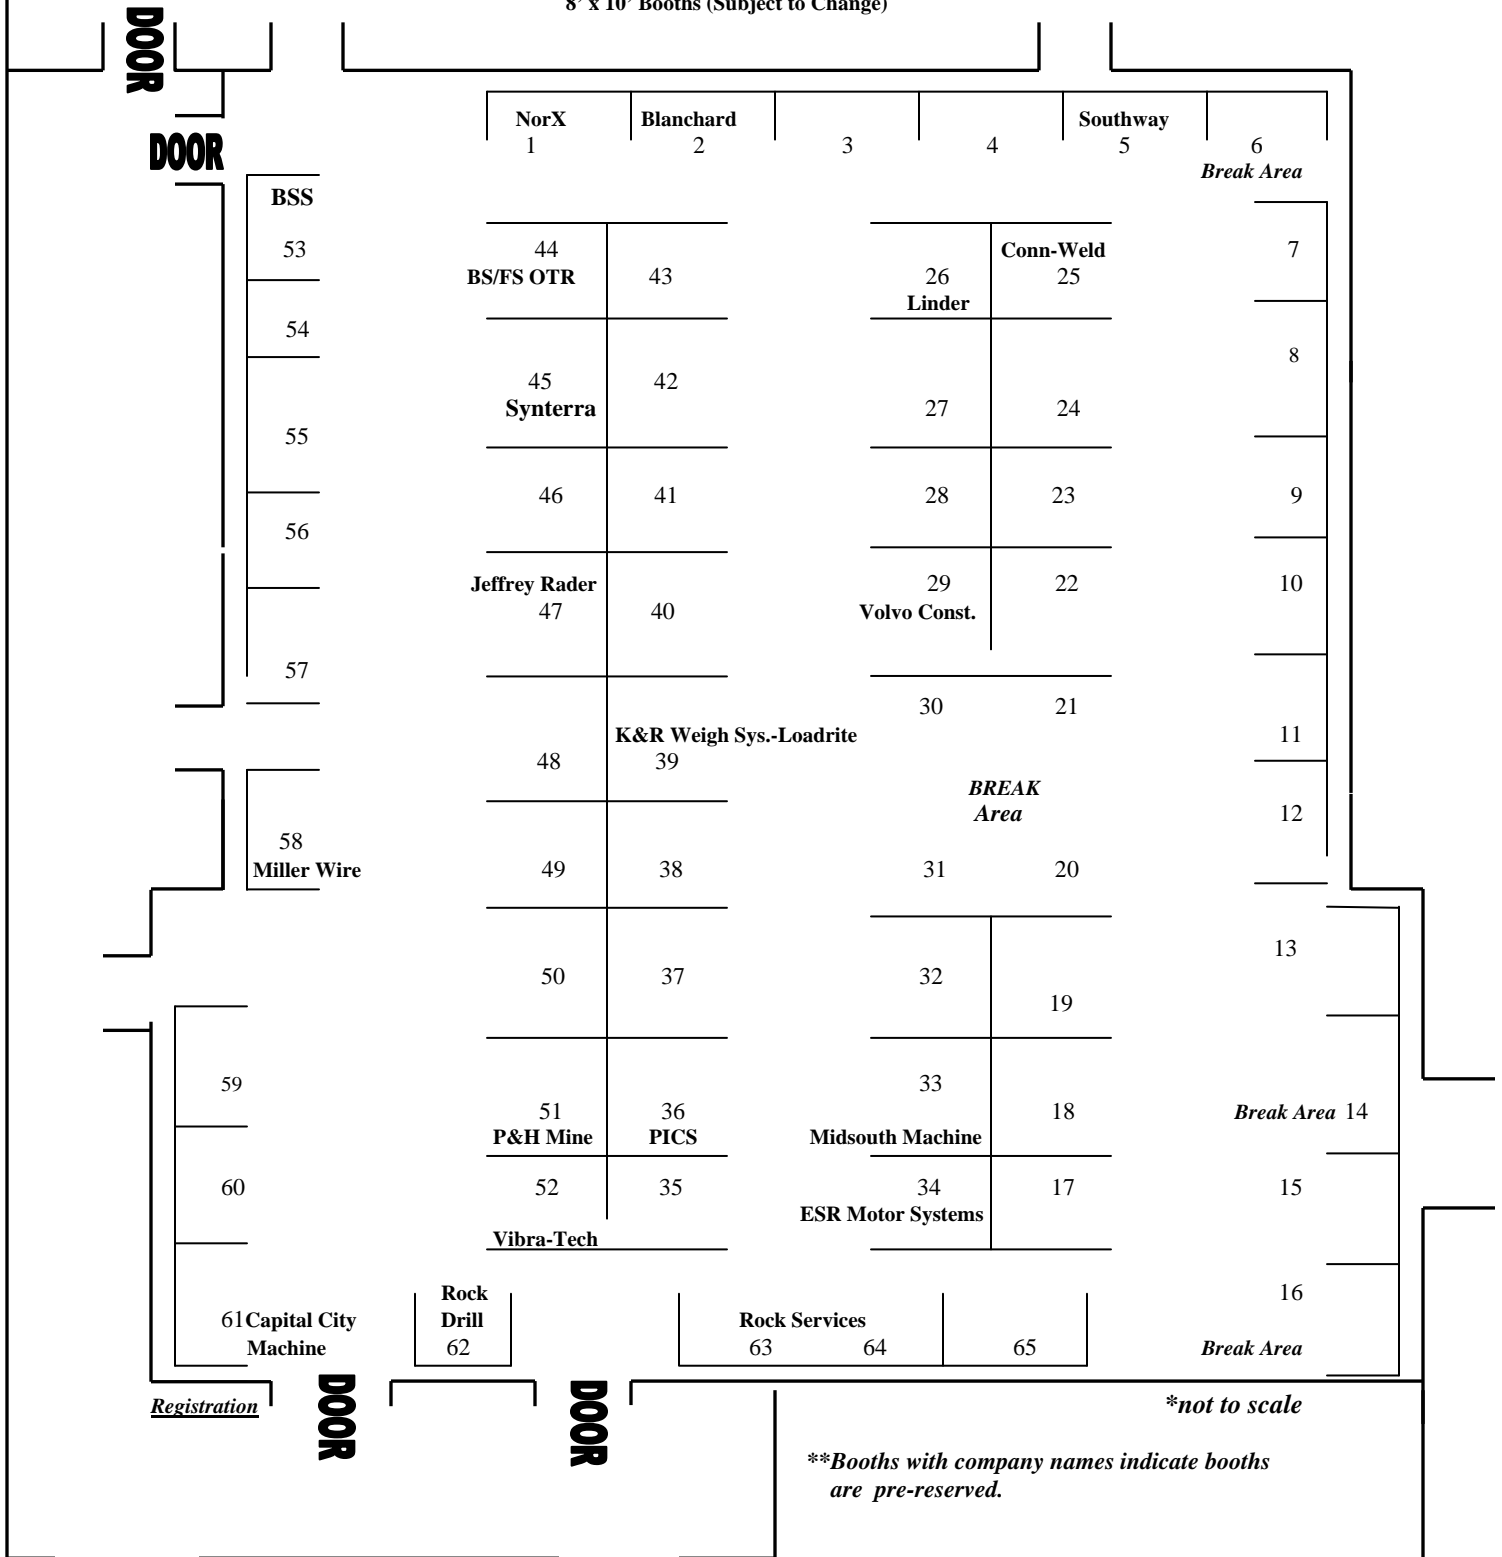 8' x 10' Booths (Subject to Change)
DOOR
DOOR
NorX
1
Blanchard
2
3
4
Southway
5
6
Break Area
BSS
53
54
55
56
57
58
Miller Wire
59
60
61 Capital City
Machine
44
BS/FS OTR
43
45
Synterra
42
46
41
Jeffrey Rader
47
40
K&R Weigh Sys.-Loadrite
48
39
49
38
50
37
51
P&H Mine
36
PICS
52
35
Vibra-Tech
26
Linder
Conn-Weld
25
27
24
28
23
29
Volvo Const.
22
30
21
BREAK
Area
31
20
32
19
33
Midsouth Machine
18
34
ESR Motor Systems
17
7
8
9
10
11
12
13
Break Area 14
15
16
Break Area
Rock
Drill
62
Rock Services
63
64
65
Registration
DOOR
DOOR
*not to scale
**Booths with company names indicate booths
are pre-reserved.